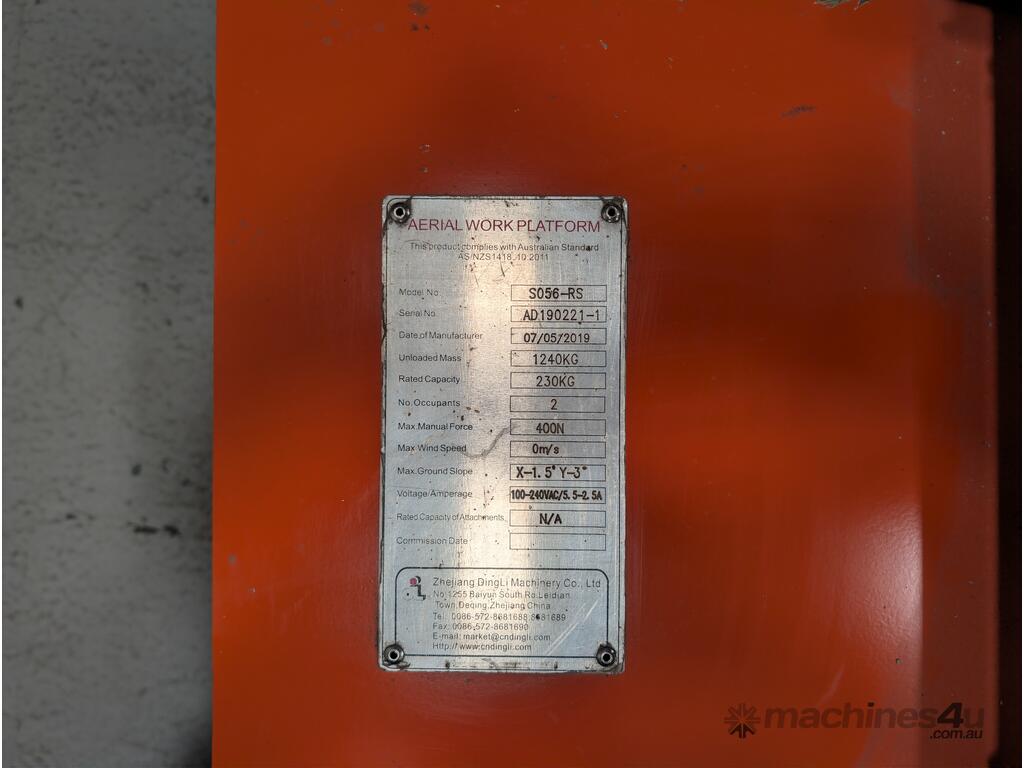 AERIAL WORK PLATFORM
This product complies with Australian Standard
AS/NZS1418.10:2011
Model No. S056-RS
Serial No. AD190221-1
Date of Manufacturer 07/05/2019
Unloaded Mass 1240KG
Rated Capacity 230KG
No. Occupants 2
Max. Manual Force 400N
Max Wind Speed 0m/s
Max. Ground Slope X-1.5° Y-3°
Voltage/Amperage 100-240VAC/5.5-2.5A
Rated Capacity of Attachments N/A
Commission Date
Zhejiang DingLi Machinery Co., Ltd
No.1255 Baiyun South Ro.Leidian
Town,Deqing,Zhejiang.China
Tel: 0086-572-8681688 8681689
Fax: 0086-572-8681690
E-mail: market@cndingli.com
Http://www.cndingli.com
machines4u
.com.au